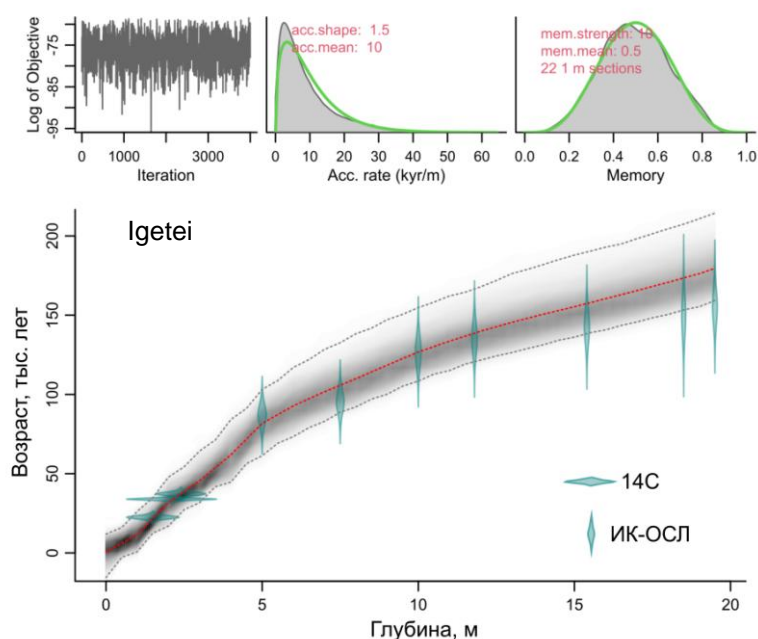 Log of Objective
-75
-85
-95
0 1000 3000
Iteration
acc.shape: 1.5
acc.mean: 10
0 10 20 30 40 50 60
Acc. rate (kyr/m)
mem.strength: 10
mem.mean: 0.5
22 1 m sections
0.0 0.2 0.4 0.6 0.8 1.0
Memory
Igetei
Возраст, тыс. лет
200
150
100
50
0
14C
ИК-ОСЛ
0 5 10 15 20
Глубина, м